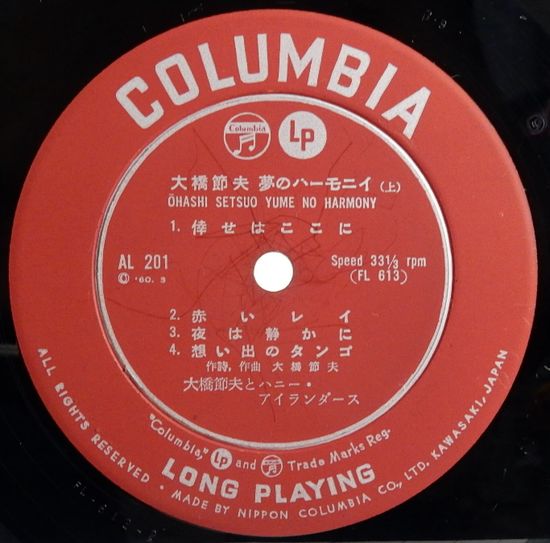 COLUMBIA
Columbia
Lp
大橋節夫 夢のハーモニイ(上)
ŌHASHI SETSUO YUME NO HARMONY
1. 倖せはここに
AL 201
Ⓒ '60. 3
Speed 33⅓ rpm
(FL 613)
2. 赤いレイ
3. 夜は静かに
4. 想い出のタンゴ
作詩,作曲 大橋節夫
大橋節夫とハニー・
アイランダース
"Columbia," Lp and Trade Marks Reg.
LONG PLAYING
ALL RIGHTS RESERVED • MADE BY NIPPON COLUMBIA CO., LTD. KAWASAKI, JAPAN